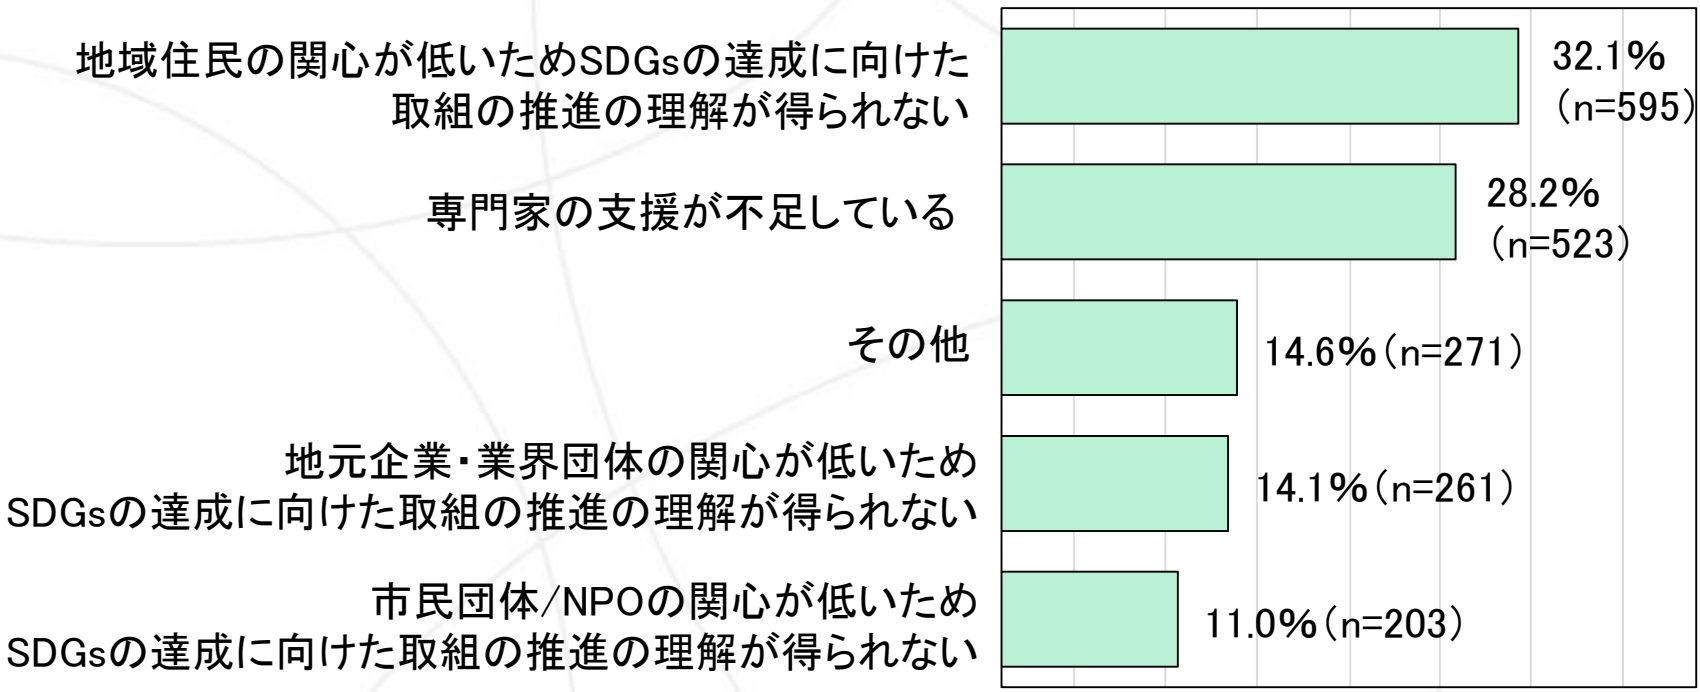 地域住民の関心が低いためSDGsの達成に向けた
取組の推進の理解が得られない
32.1%
(n=595)
専門家の支援が不足している
28.2%
(n=523)
その他
14.6%(n=271)
地元企業・業界団体の関心が低いため
SDGsの達成に向けた取組の推進の理解が得られない
14.1%(n=261)
市民団体/NPOの関心が低いため
SDGsの達成に向けた取組の推進の理解が得られない
11.0%(n=203)